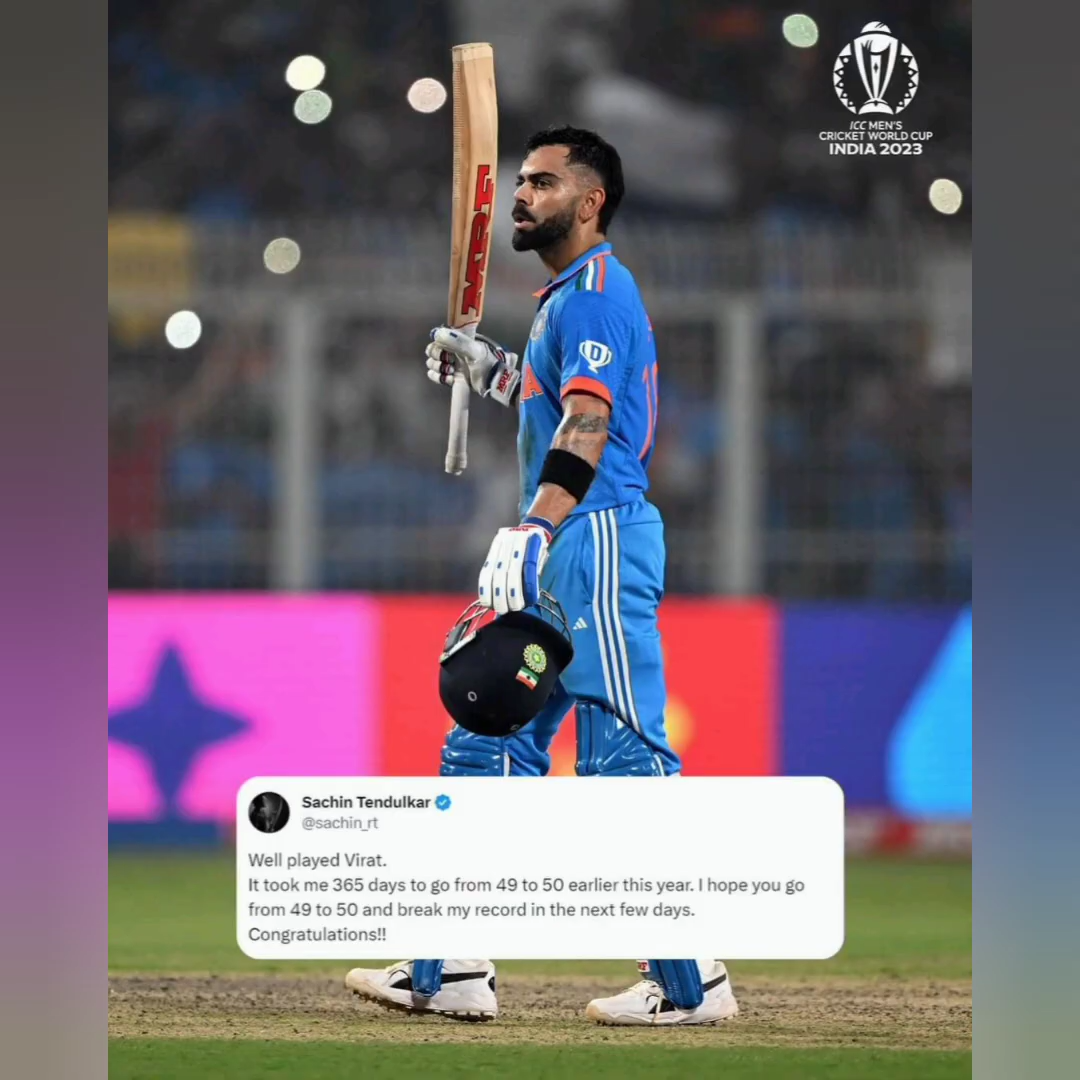 ICC MEN'S
CRICKET WORLD CUP
INDIA 2023
MRF
D
Sachin Tendulkar
@sachin_rt
Well played Virat.
It took me 365 days to go from 49 to 50 earlier this year. I hope you go
from 49 to 50 and break my record in the next few days.
Congratulations!!